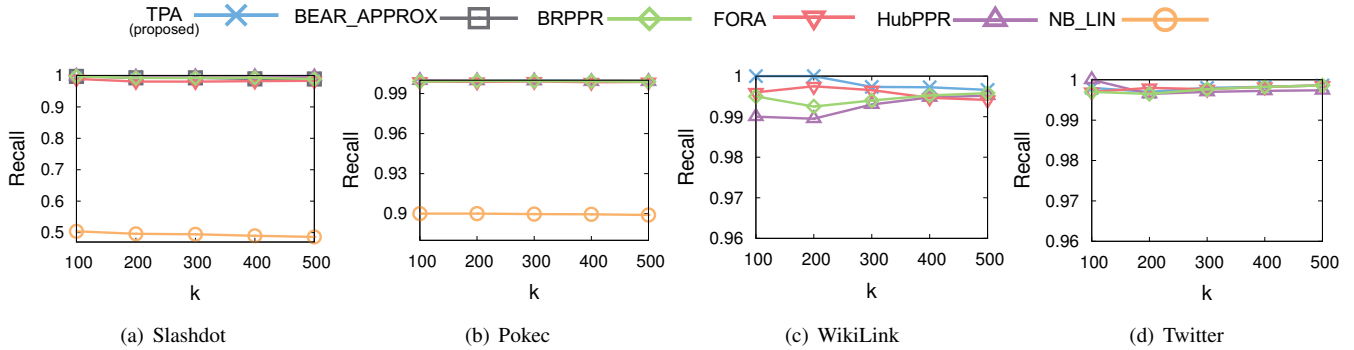 TPA
(proposed)
BEAR_APPROX
BRPPR
FORA
HubPPR
NB_LIN
Recall
1
0.9
0.8
0.7
0.6
0.5
100 200 300 400 500
k
(a) Slashdot
Recall
0.99
0.96
0.93
0.9
100 200 300 400 500
k
(b) Pokec
Recall
1
0.99
0.98
0.97
0.96
100 200 300 400 500
k
(c) WikiLink
Recall
1
0.99
0.98
0.97
0.96
100 200 300 400 500
k
(d) Twitter